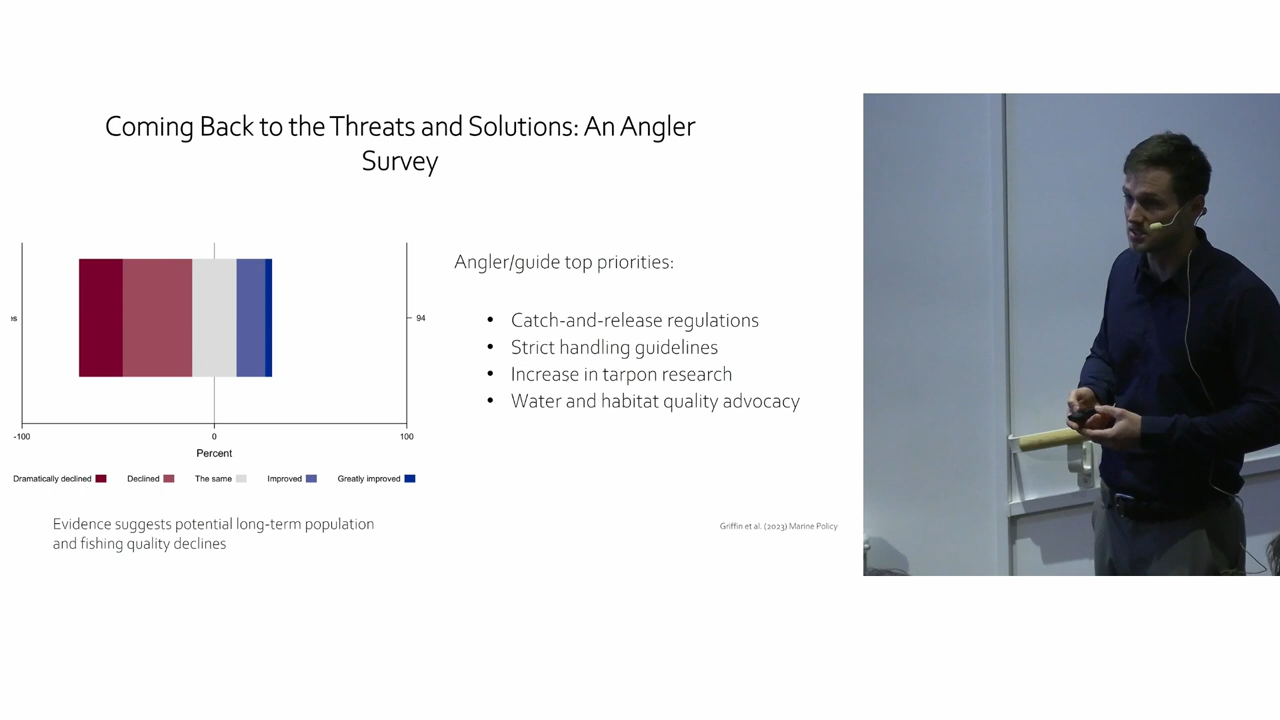 Coming Back to the Threats and Solutions: An Angler
Survey
Angler/guide top priorities:
• Catch-and-release regulations
• Strict handling guidelines
• Increase in tarpon research
• Water and habitat quality advocacy
es
94
-100 0 100
Percent
Dramatically declined Declined The same Improved Greatly improved
Evidence suggests potential long-term population
and fishing quality declines
Griffin et al. (2023) Marine Policy